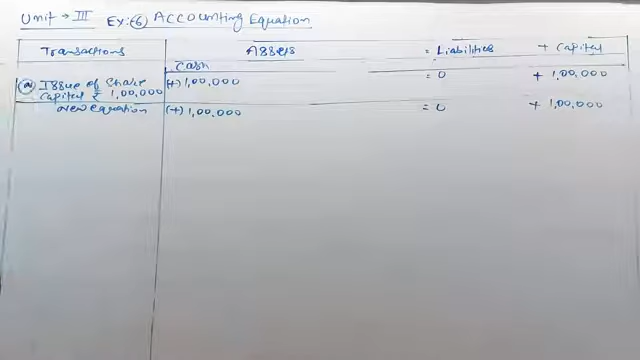 Unit → III Ex:(6) Accounting Equation
Transactions Assets = Liabilities + Capital
Cash
(a) Issue of Share (+) 1,00,000 = 0 + 1,00,000
Capital ₹ 1,00,000
New equation (+) 1,00,000 = 0 + 1,00,000